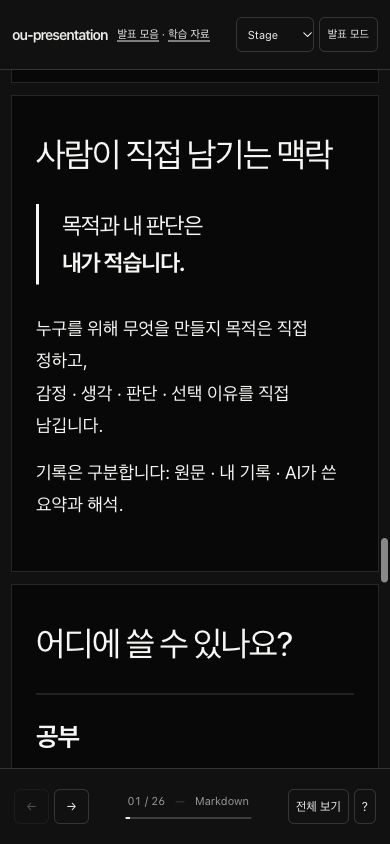 ou-presentation 발표 모음 · 학습 자료 Stage 발표 모드
사람이 직접 남기는 맥락
목적과 내 판단은
내가 적습니다.
누구를 위해 무엇을 만들지 목적은 직접
정하고,
감정 · 생각 · 판단 · 선택 이유를 직접
남깁니다.
기록은 구분합니다: 원문 · 내 기록 · AI가 쓴
요약과 해석.
어디에 쓸 수 있나요?
공부
← → 01 / 26 — Markdown 전체 보기 ?